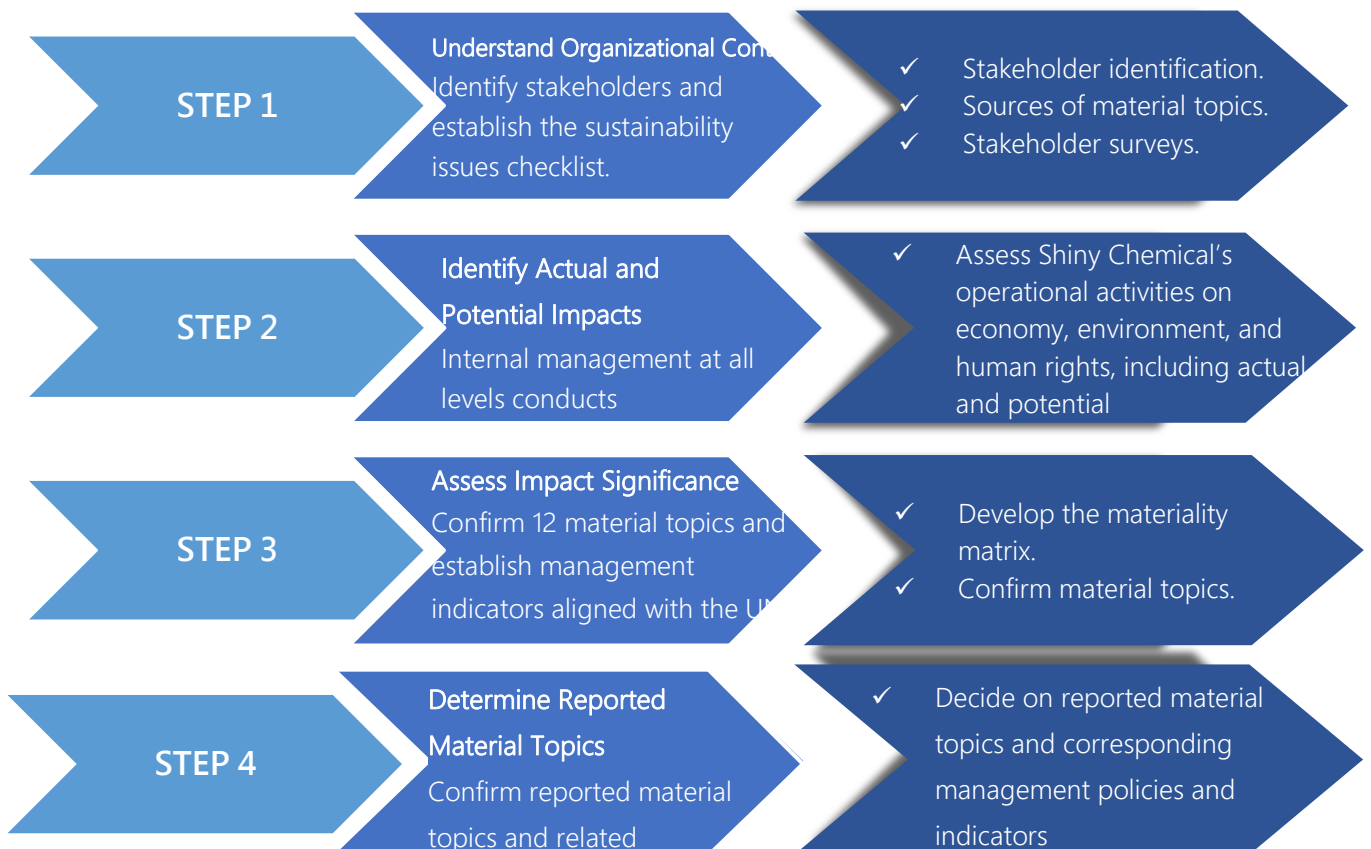 STEP 1
Understand Organizational
Identify stakeholders and
establish the sustainability
issues checklist.
✓ Stakeholder identification.
✓ Sources of material topics.
✓ Stakeholder surveys.
STEP 2
Identify Actual and
Potential Impacts
Internal management at all
levels conducts
✓ Assess Shiny Chemical's
operational activities on
economy, environment, and
human rights, including actual
and potential
STEP 3
Assess Impact Significance
Confirm 12 material topics and
establish management
indicators aligned with the
✓ Develop the materiality
matrix.
✓ Confirm material topics.
STEP 4
Determine Reported
Material Topics
Confirm reported material
topics and related
✓ Decide on reported material
topics and corresponding
management policies and
indicators